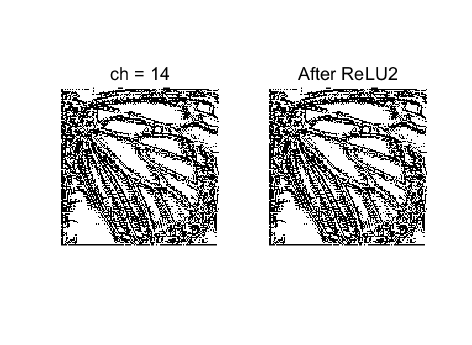 ch = 14
After ReLU2